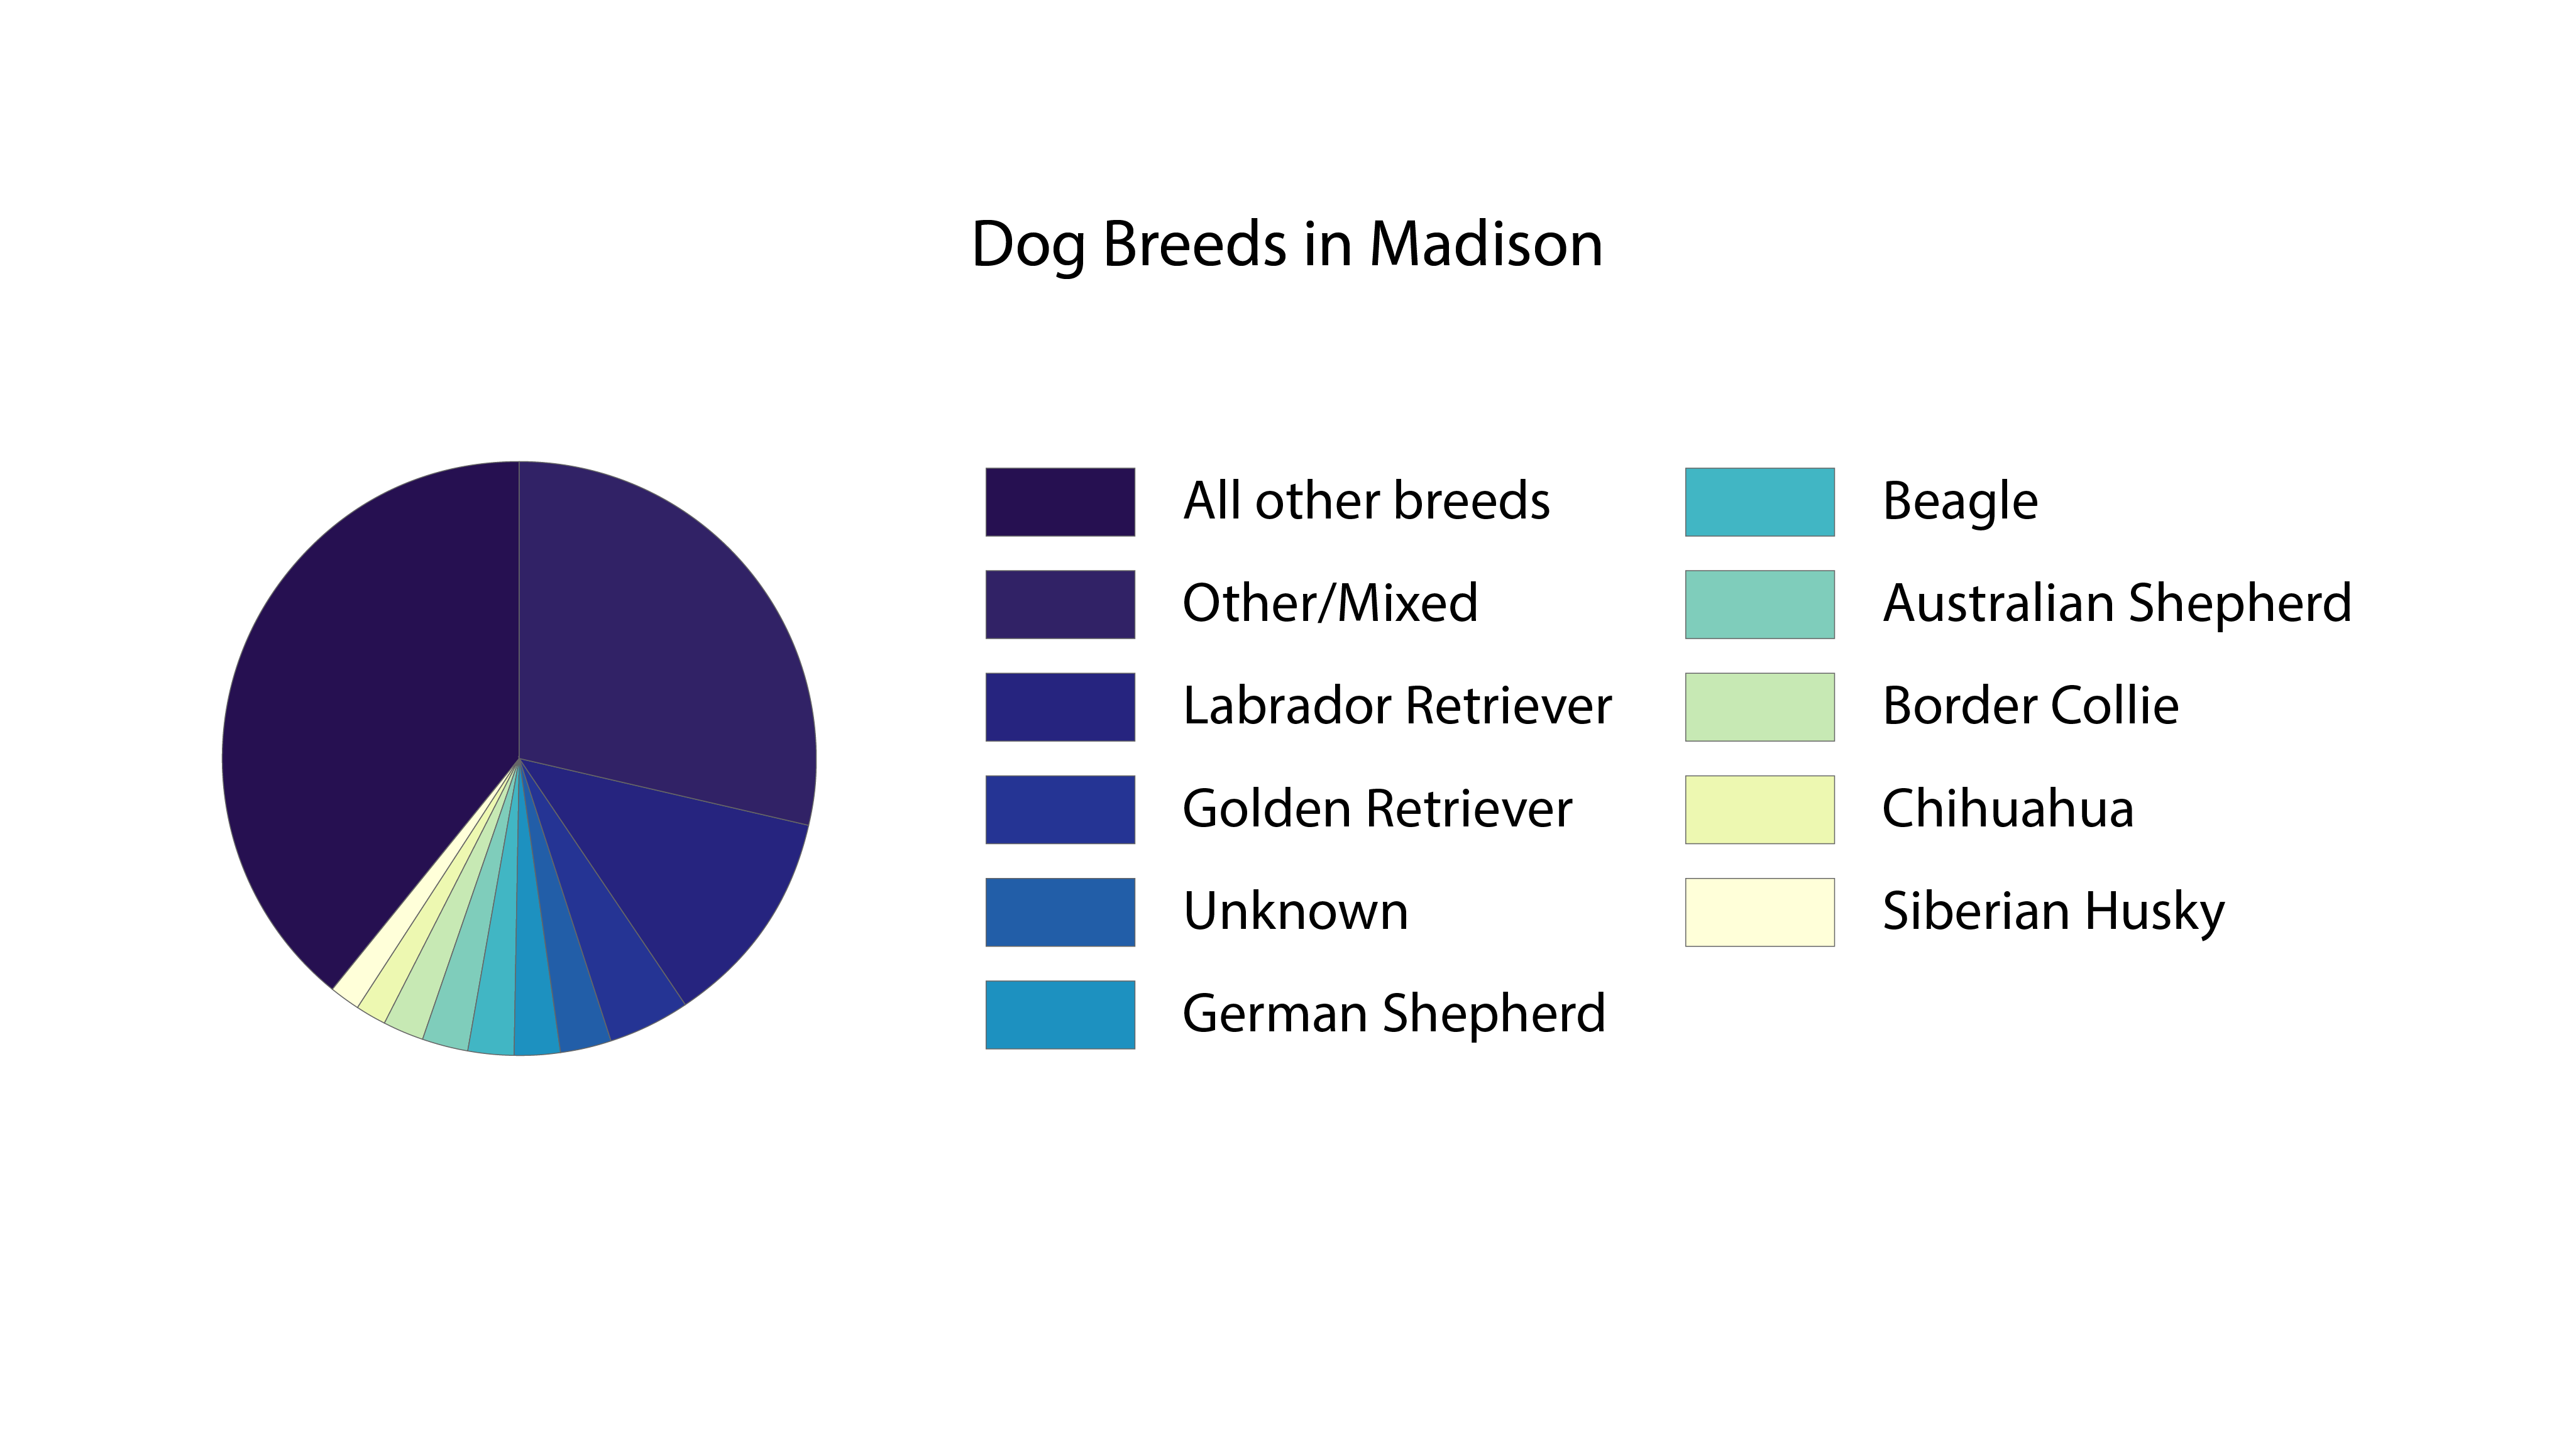 Dog Breeds in Madison
All other breeds
Other/Mixed
Labrador Retriever
Golden Retriever
Unknown
German Shepherd
Beagle
Australian Shepherd
Border Collie
Chihuahua
Siberian Husky